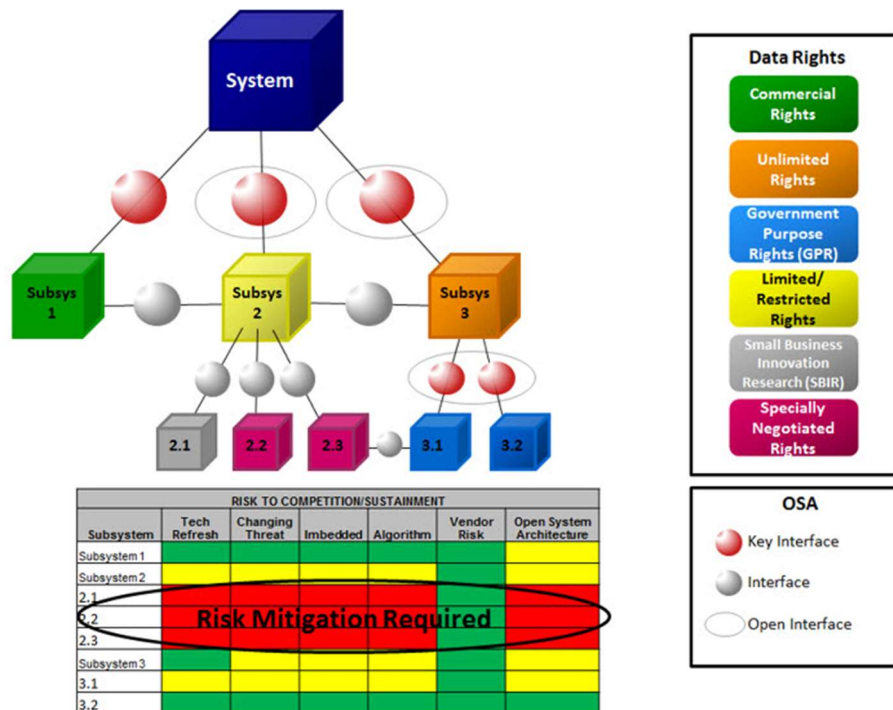 System
Subsys
1
Subsys
2
Subsys
3
2.1
2.2
2.3
3.1
3.2
Data Rights
Commercial
Rights
Unlimited
Rights
Government
Purpose
Rights (GPR)
Limited/
Restricted
Rights
Small Business
Innovation
Research (SBIR)
Specially
Negotiated
Rights
OSA
Key Interface
Interface
Open Interface
RISK TO COMPETITION/SUSTAINMENT
Subsystem
Tech
Refresh
Changing
Threat
Imbedded
Algorithm
Vendor
Risk
Open System
Architecture
Subsystem 1
Subsystem 2
2.1
2.2
2.3
Risk Mitigation Required
Subsystem 3
3.1
3.2